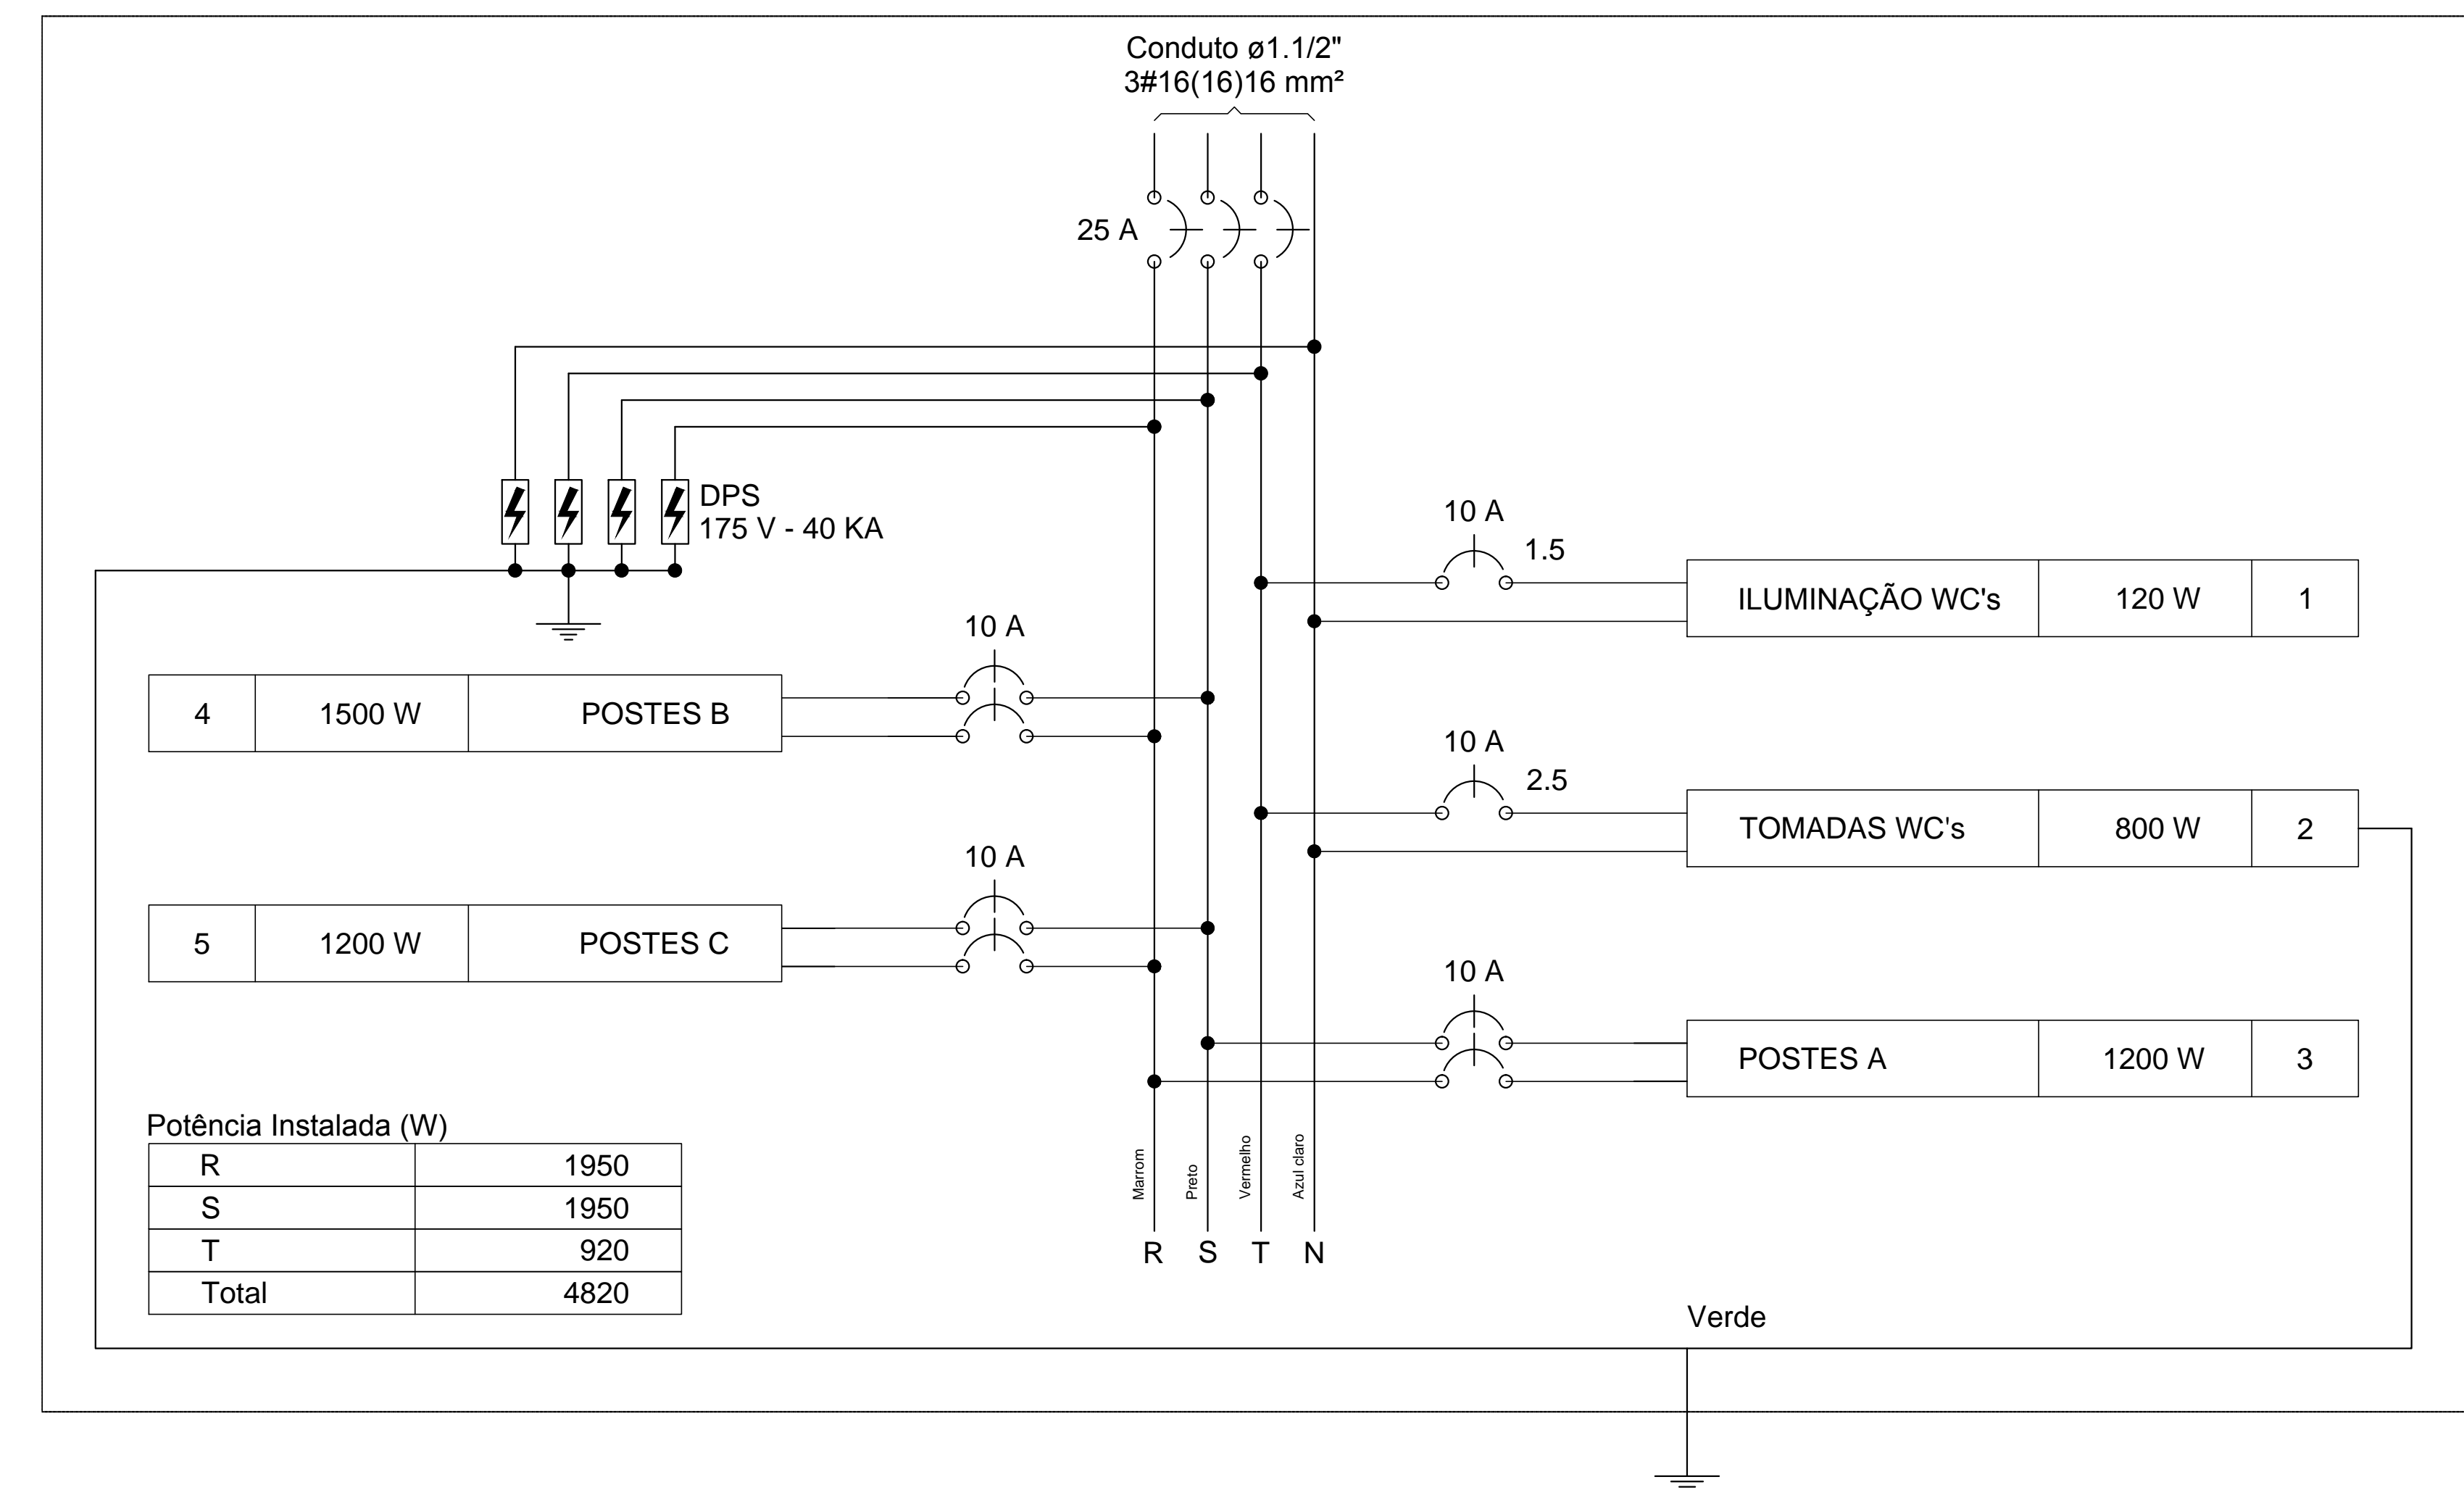 Conduto ø1.1/2"
3#16(16)16 mm²
25 A
DPS
175 V - 40 KA
10 A
1.5
ILUMINAÇÃO WC's 120 W 1
10 A
4 1500 W POSTES B
10 A
2.5
TOMADAS WC's 800 W 2
10 A
5 1200 W POSTES C
10 A
POSTES A 1200 W 3
Potência Instalada (W)
R 1950
S 1950
T 920
Total 4820
Marrom
Preto
Vermelho
Azul claro
R S T N
Verde